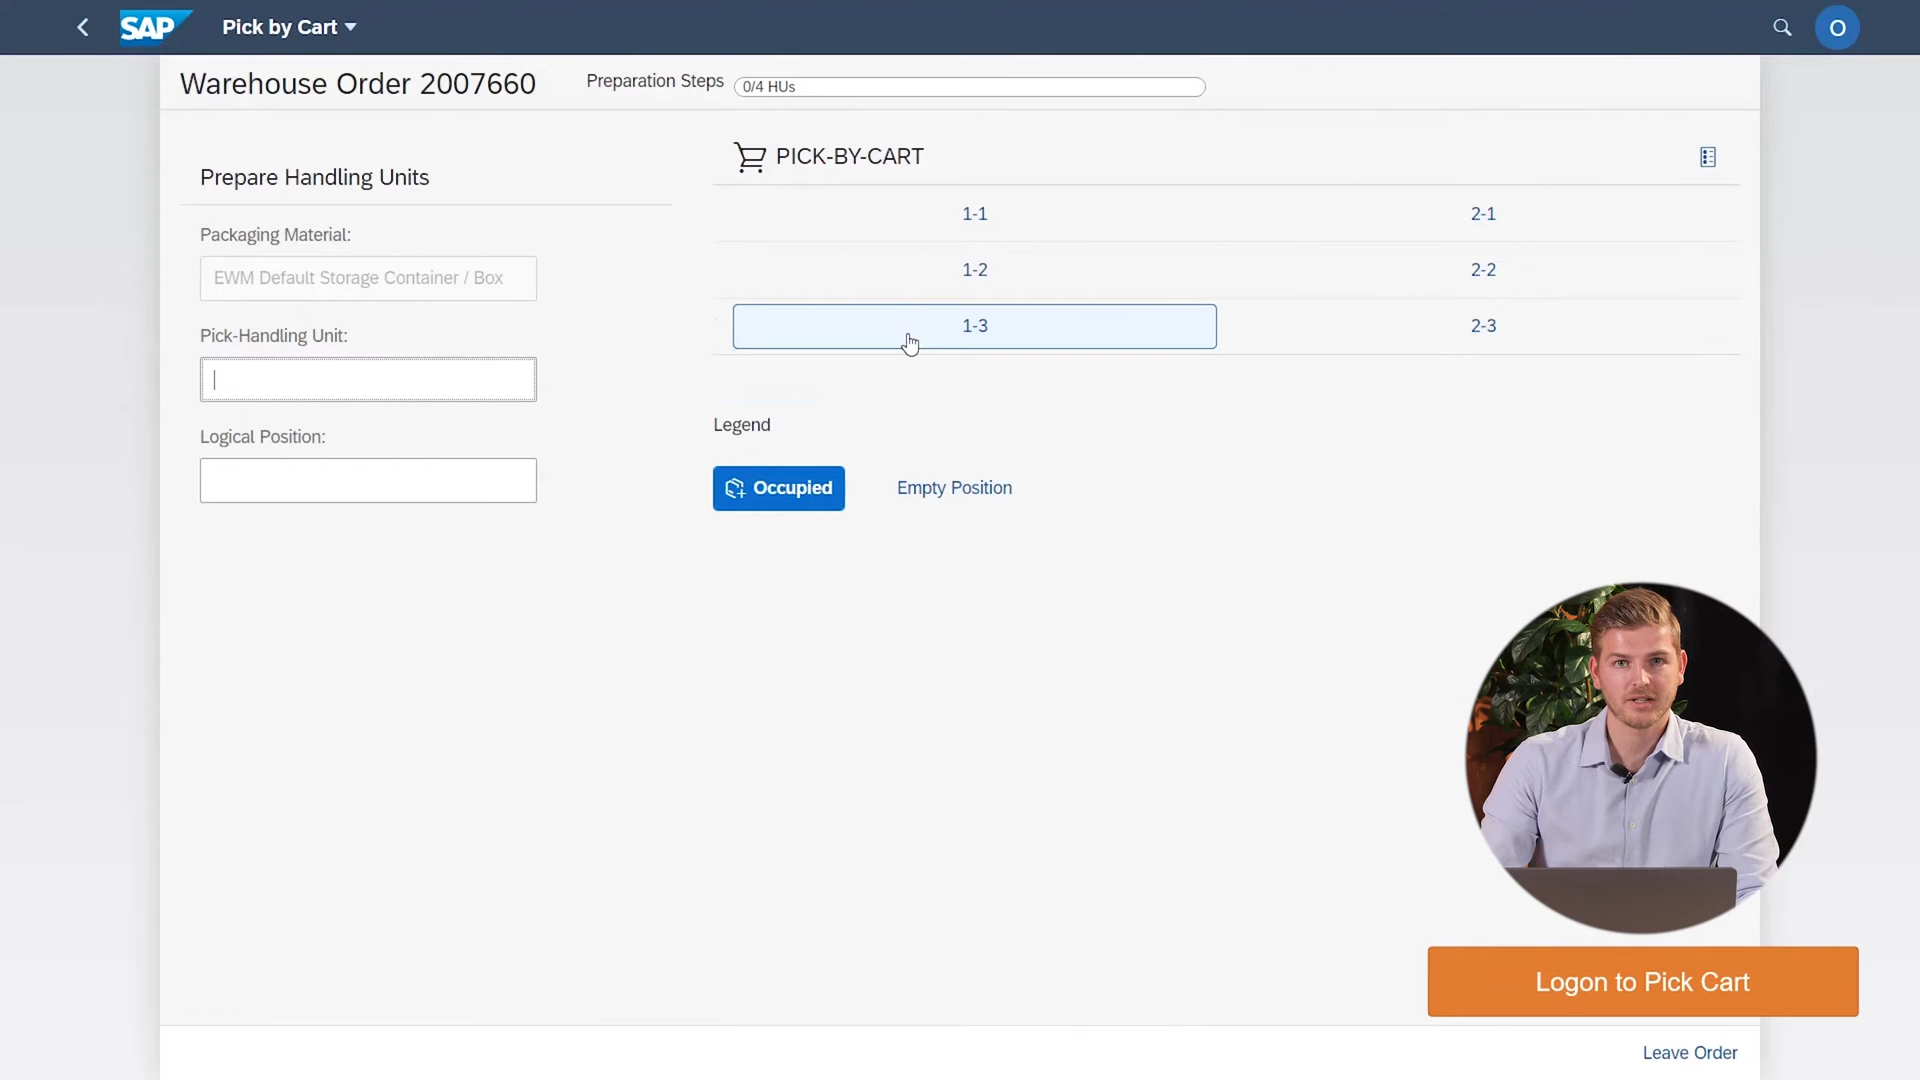 SAP
Pick by Cart
O
Warehouse Order 2007660
Preparation Steps
0/4 HUs
Prepare Handling Units
Packaging Material:
EWM Default Storage Container / Box
Pick-Handling Unit:
Logical Position:
PICK-BY-CART
1-1 2-1
1-2 2-2
1-3 2-3
Legend
Occupied
Empty Position
Logon to Pick Cart
Leave Order